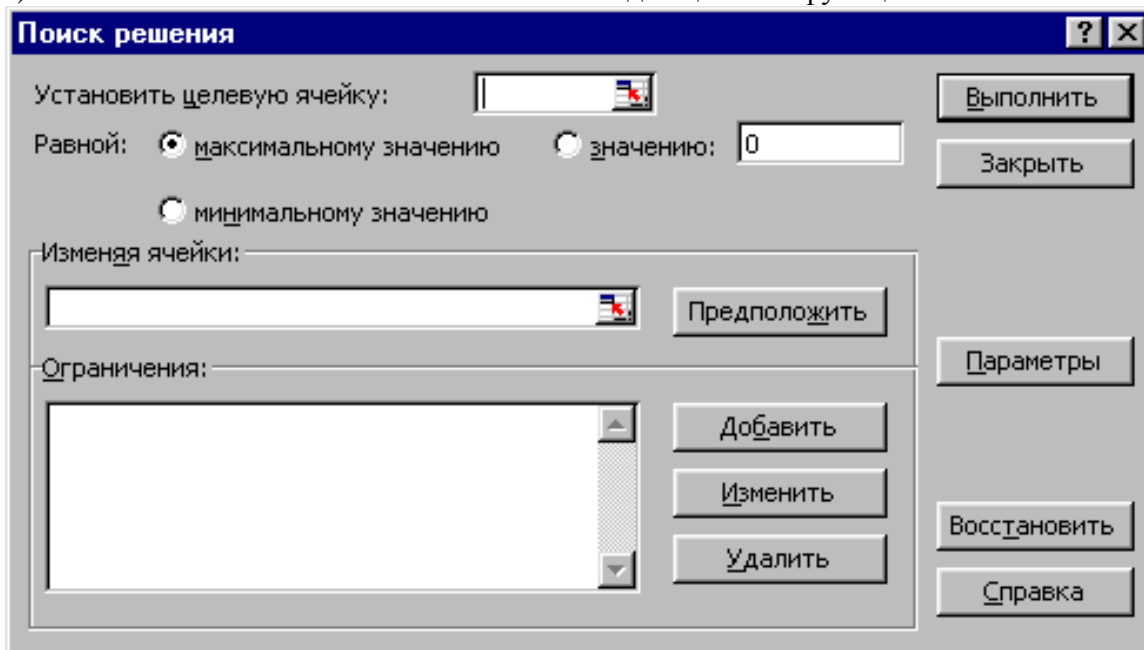 Поиск решения
Установить целевую ячейку:
Выполнить
Равной: максимальному значению значению: 0
Закрыть
минимальному значению
Изменяя ячейки:
Предположить
Ограничения:
Параметры
Добавить
Изменить
Восстановить
Удалить
Справка